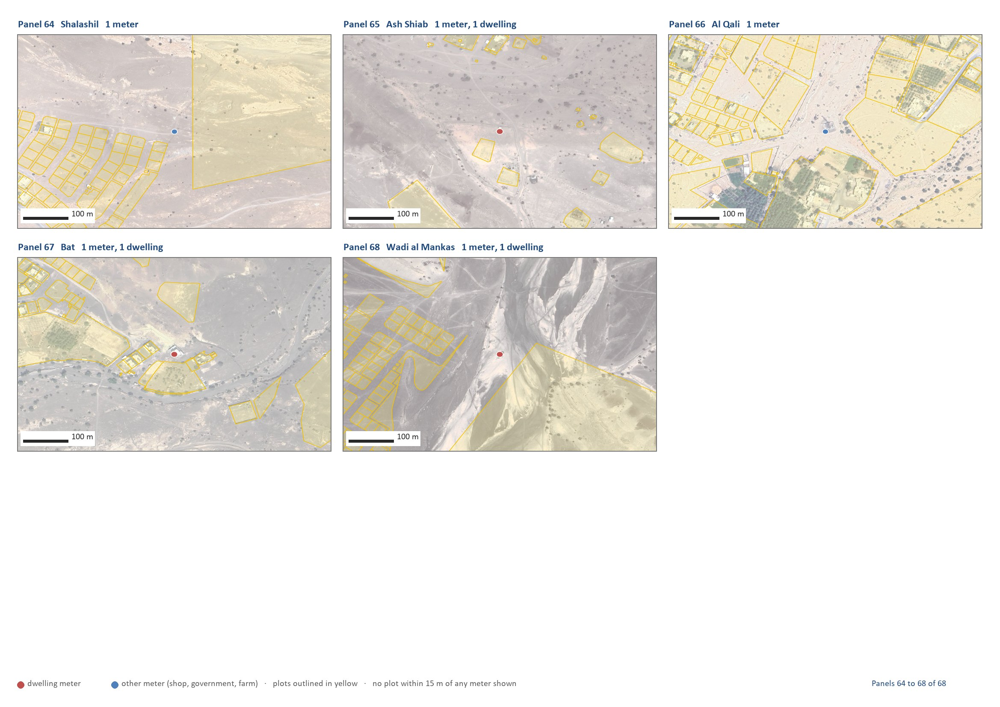 Panel 64 Shalashil 1 meter
Panel 65 Ash Shiab 1 meter, 1 dwelling
Panel 66 Al Qali 1 meter
100 m
100 m
100 m
Panel 67 Bat 1 meter, 1 dwelling
Panel 68 Wadi al Mankas 1 meter, 1 dwelling
100 m
100 m
dwelling meter
other meter (shop, government, farm) · plots outlined in yellow · no plot within 15 m of any meter shown
Panels 64 to 68 of 68